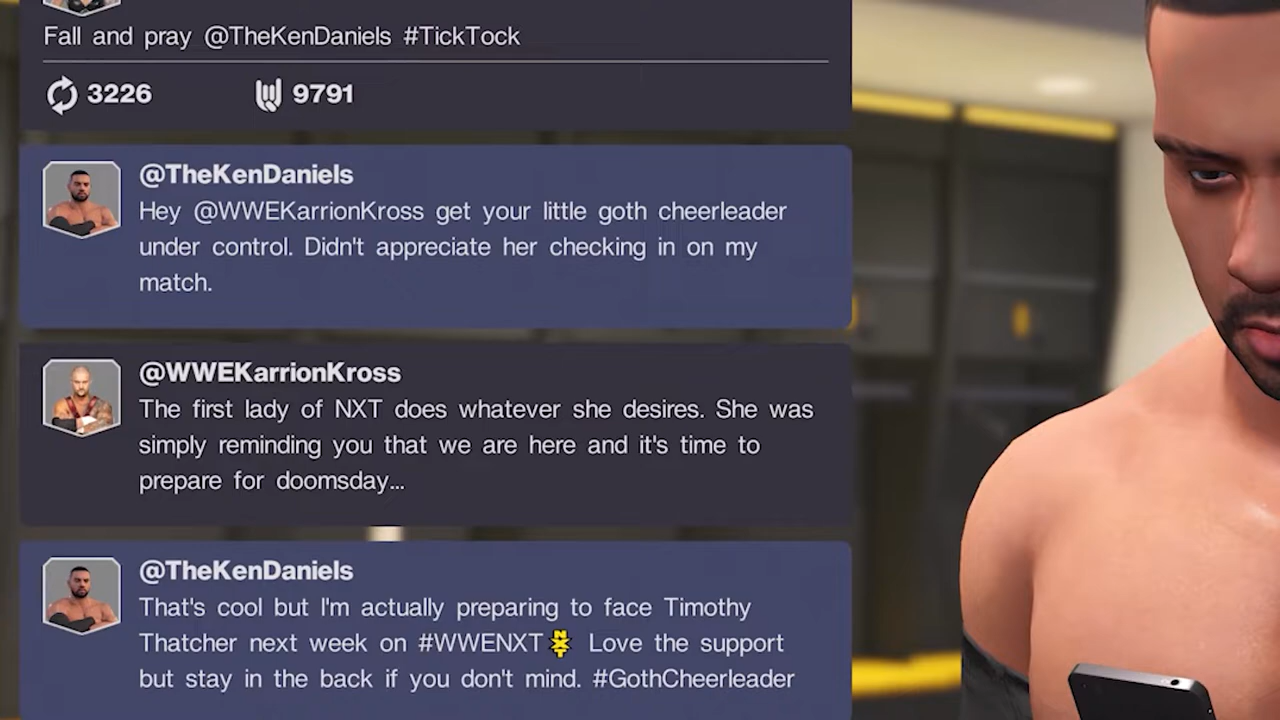 Fall and pray @TheKenDaniels #TickTock
3226 9791
@TheKenDaniels
Hey @WWEKarrionKross get your little goth cheerleader
under control. Didn't appreciate her checking in on my
match.
@WWEKarrionKross
The first lady of NXT does whatever she desires. She was
simply reminding you that we are here and it's time to
prepare for doomsday...
@TheKenDaniels
That's cool but I'm actually preparing to face Timothy
Thatcher next week on #WWENXT Love the support
but stay in the back if you don't mind. #GothCheerleader